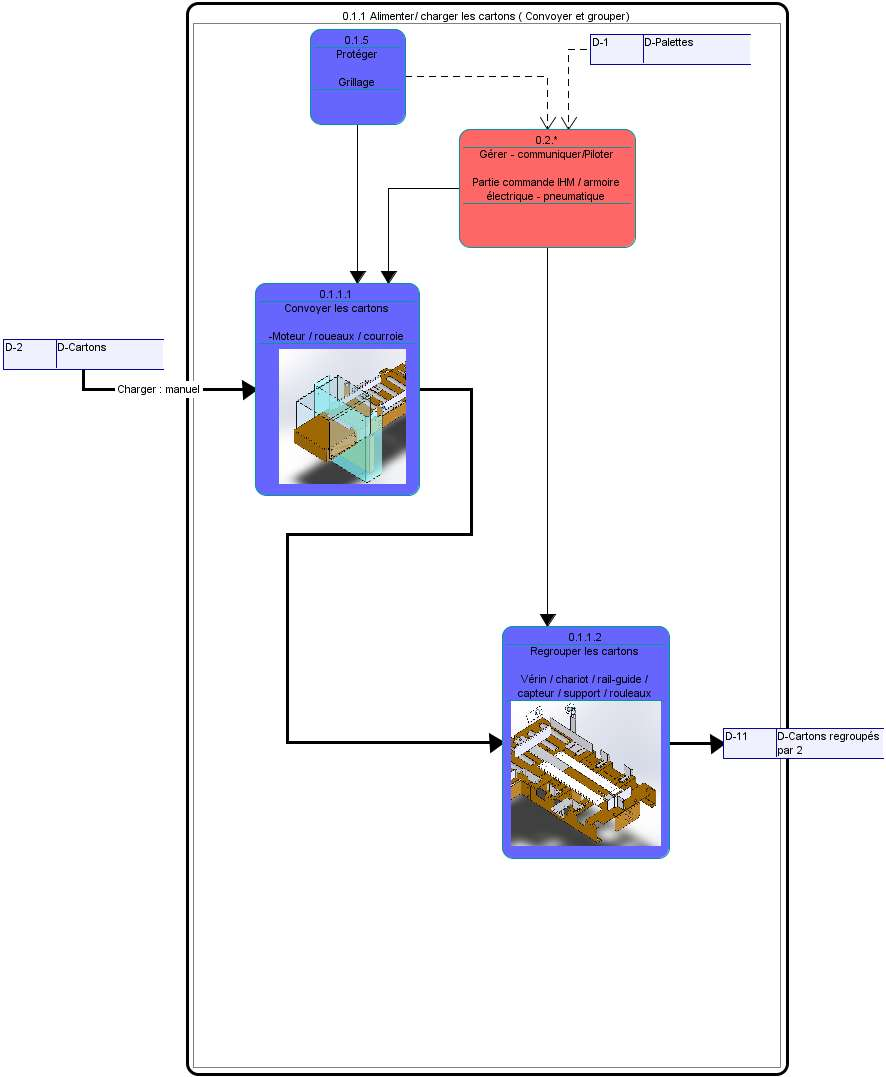 0.1.1 Alimenter/ charger les cartons ( Convoyer et grouper)
0.1.5
Protéger
Grillage
D-1 D-Palettes
0.2.*
Gérer - communiquer/Piloter
Partie commande IHM / armoire
électrique - pneumatique
0.1.1.1
Convoyer les cartons
-Moteur / roueaux / courroie
D-2 D-Cartons
Charger : manuel
0.1.1.2
Regrouper les cartons
Vérin / chariot / rail-guide /
capteur / support / rouleaux
D-11 D-Cartons regroupés
par 2